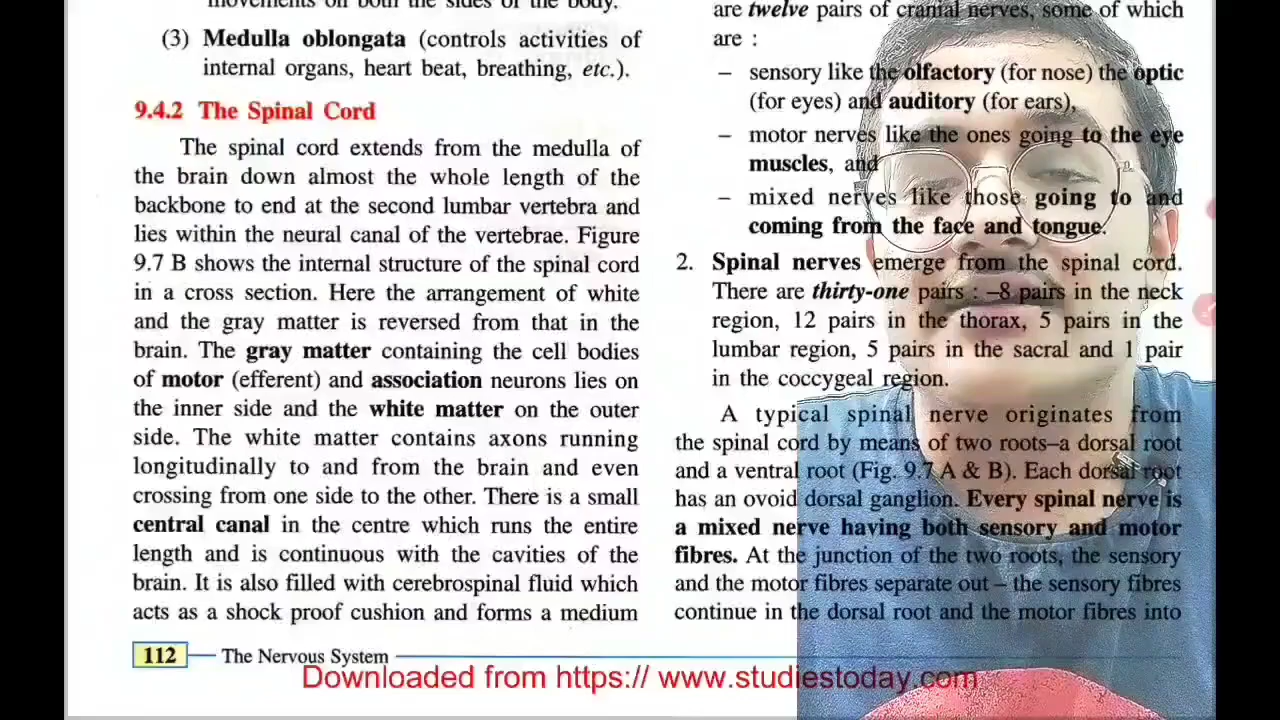 movements on both the sides of the body.
(3) Medulla oblongata (controls activities of
internal organs, heart beat, breathing, etc.).
9.4.2 The Spinal Cord
The spinal cord extends from the medulla of
the brain down almost the whole length of the
backbone to end at the second lumbar vertebra and
lies within the neural canal of the vertebrae. Figure
9.7 B shows the internal structure of the spinal cord
in a cross section. Here the arrangement of white
and the gray matter is reversed from that in the
brain. The gray matter containing the cell bodies
of motor (efferent) and association neurons lies on
the inner side and the white matter on the outer
side. The white matter contains axons running
longitudinally to and from the brain and even
crossing from one side to the other. There is a small
central canal in the centre which runs the entire
length and is continuous with the cavities of the
brain. It is also filled with cerebrospinal fluid which
acts as a shock proof cushion and forms a medium
are twelve pairs of cranial nerves, some of which
are :
– sensory like the olfactory (for nose) the optic
(for eyes) and auditory (for ears),
– motor nerves like the ones going to the eye
muscles, and
– mixed nerves like those going to and
coming from the face and tongue.
2. Spinal nerves emerge from the spinal cord.
There are thirty-one pairs : –8 pairs in the neck
region, 12 pairs in the thorax, 5 pairs in the
lumbar region, 5 pairs in the sacral and 1 pair
in the coccygeal region.
A typical spinal nerve originates from
the spinal cord by means of two roots–a dorsal root
and a ventral root (Fig. 9.7 A & B). Each dorsal root
has an ovoid dorsal ganglion. Every spinal nerve is
a mixed nerve having both sensory and motor
fibres. At the junction of the two roots, the sensory
and the motor fibres separate out – the sensory fibres
continue in the dorsal root and the motor fibres into
112 The Nervous System
Downloaded from https:// www.studiestoday.com